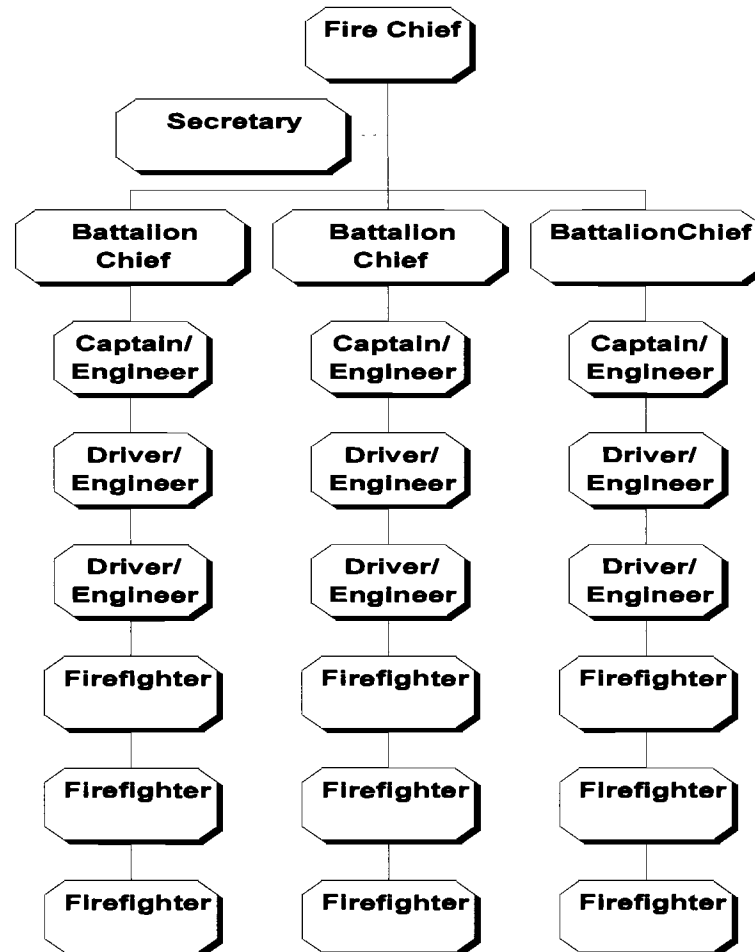 Fire Chief
Secretary
Battalion
Chief
Battalion
Chief
BattalionChief
Captain/
Engineer
Captain/
Engineer
Captain/
Engineer
Driver/
Engineer
Driver/
Engineer
Driver/
Engineer
Driver/
Engineer
Driver/
Engineer
Driver/
Engineer
Firefighter
Firefighter
Firefighter
Firefighter
Firefighter
Firefighter
Firefighter
Firefighter
Firefighter